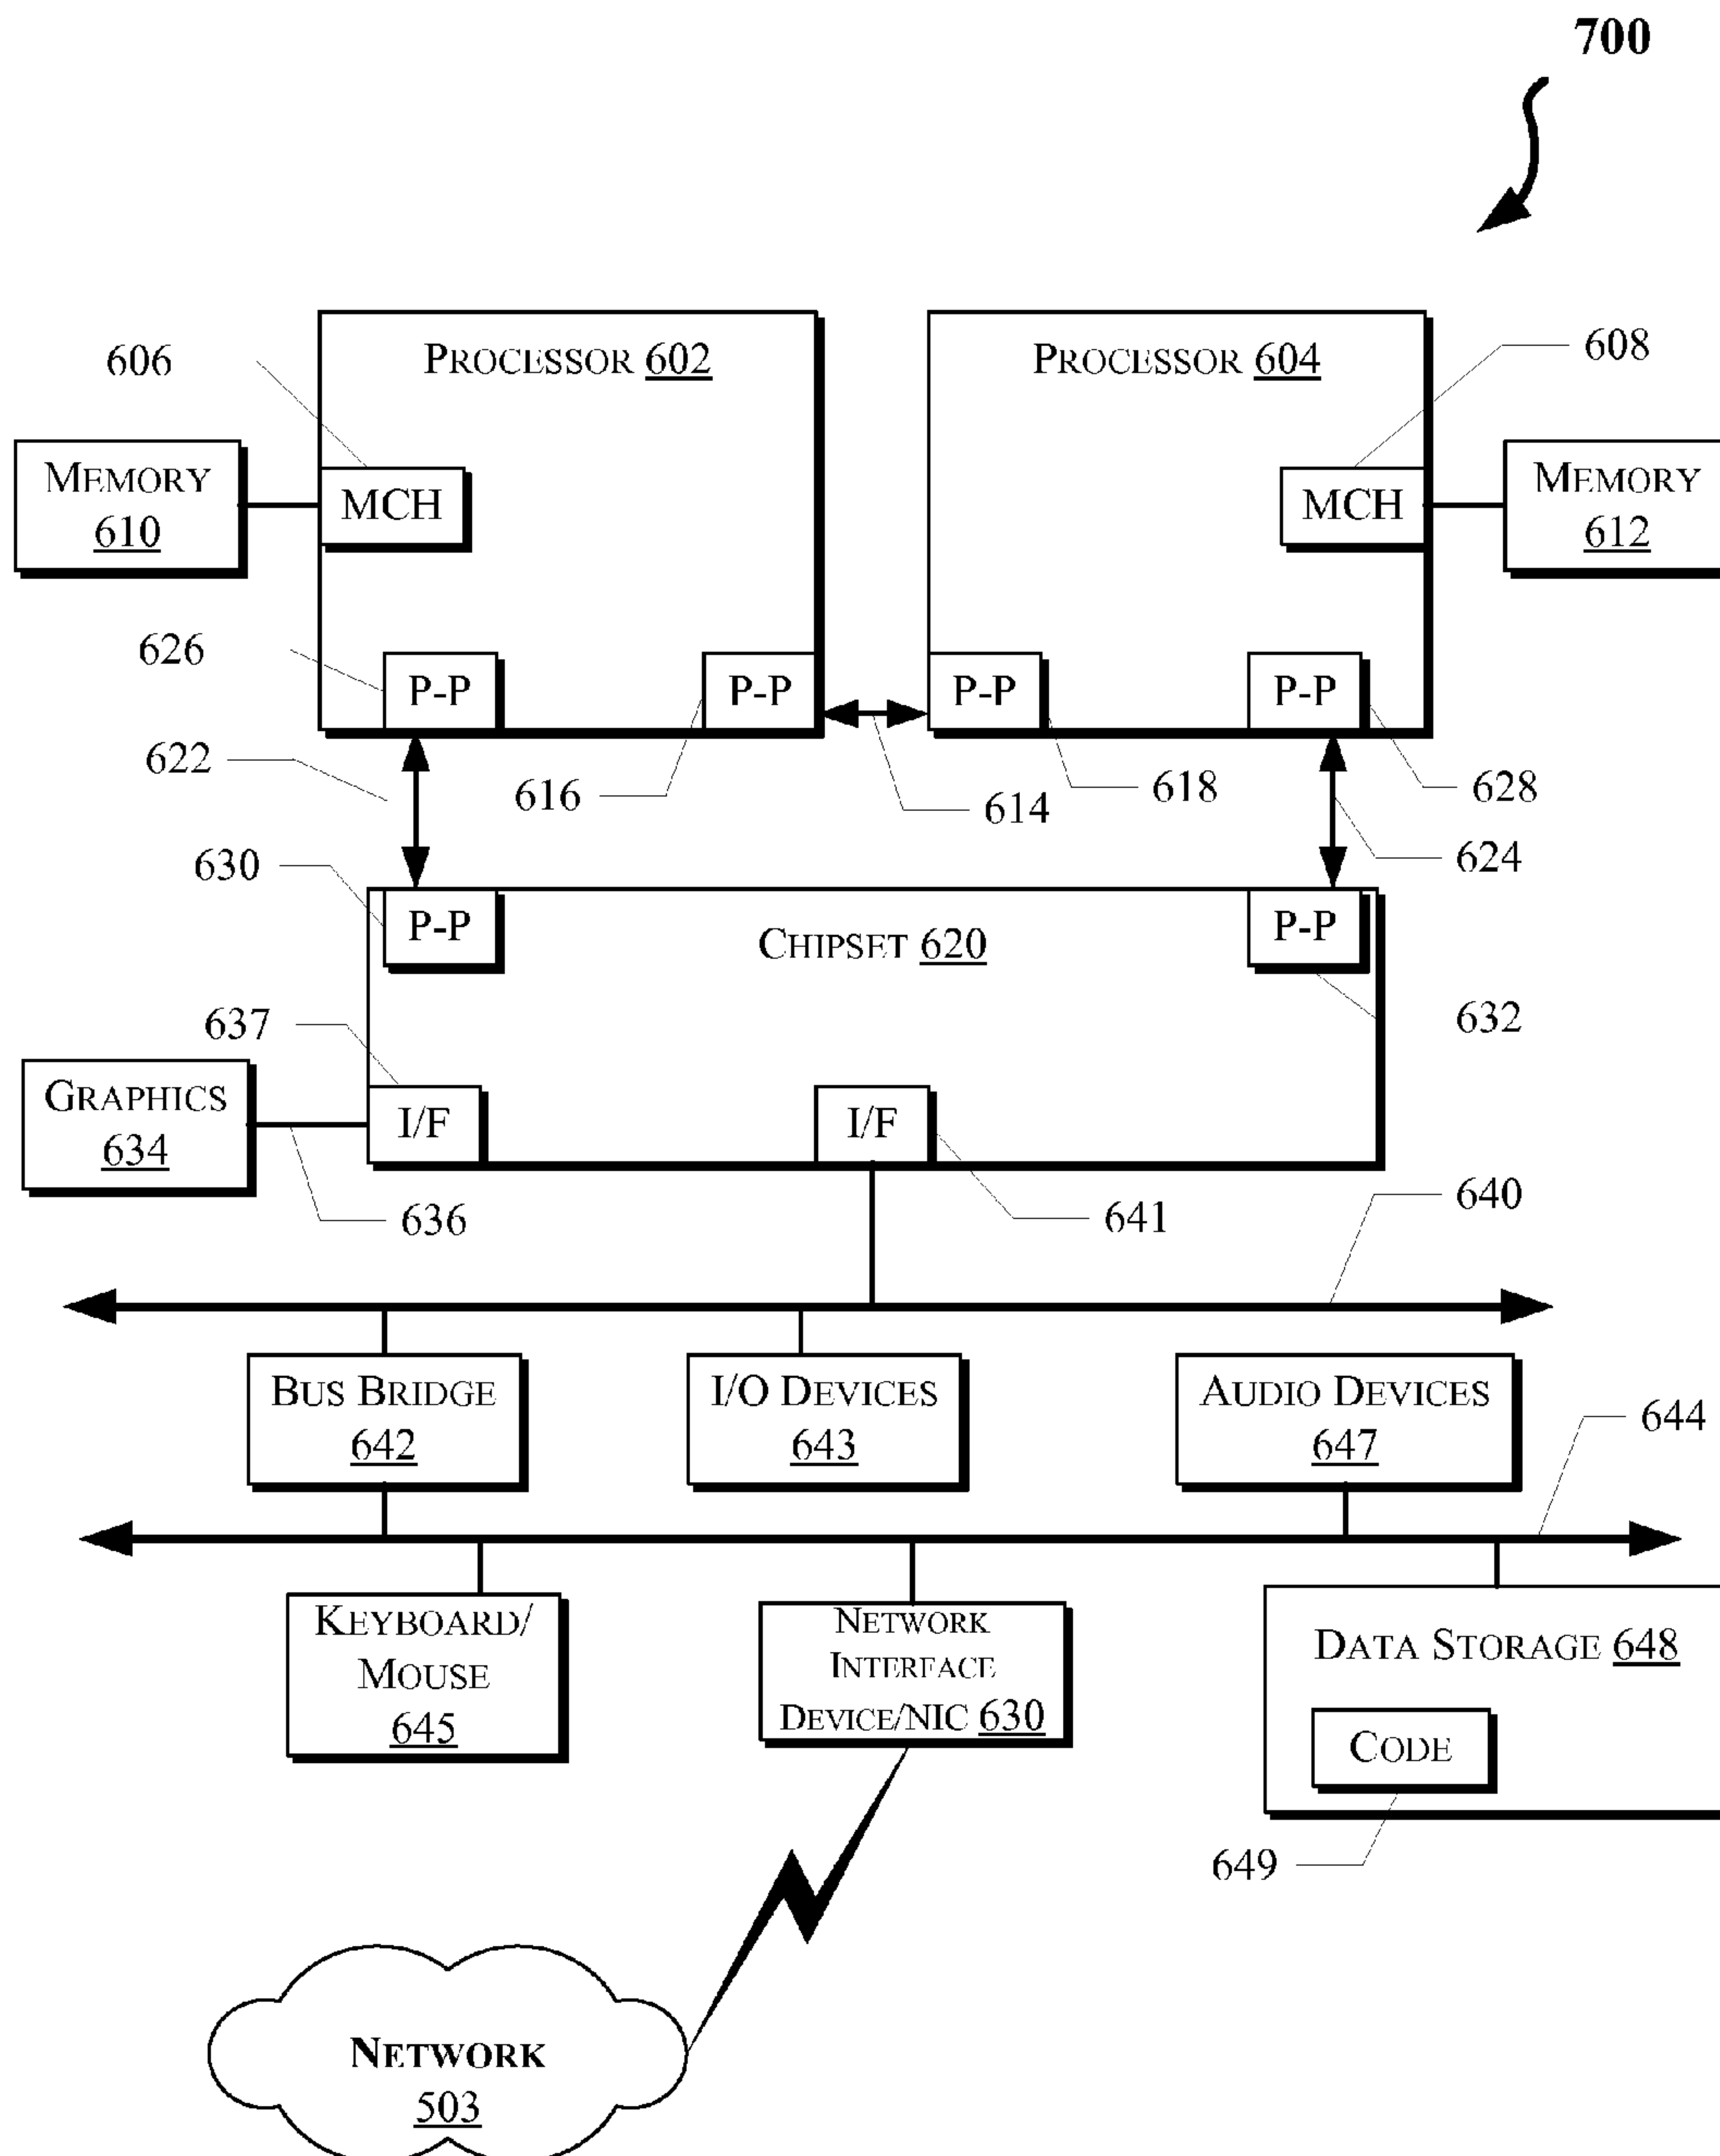 700
PROCESSOR 602
PROCESSOR 604
606
608
MEMORY
610
MCH
MCH
MEMORY
612
626
P-P
P-P
P-P
P-P
622
616
614
618
628
624
630
P-P
CHIPSET 620
P-P
632
637
GRAPHICS
634
I/F
I/F
636
641
640
BUS BRIDGE
642
I/O DEVICES
643
AUDIO DEVICES
647
644
KEYBOARD/
MOUSE
645
NETWORK
INTERFACE
DEVICE/NIC 630
DATA STORAGE 648
CODE
649
NETWORK
503